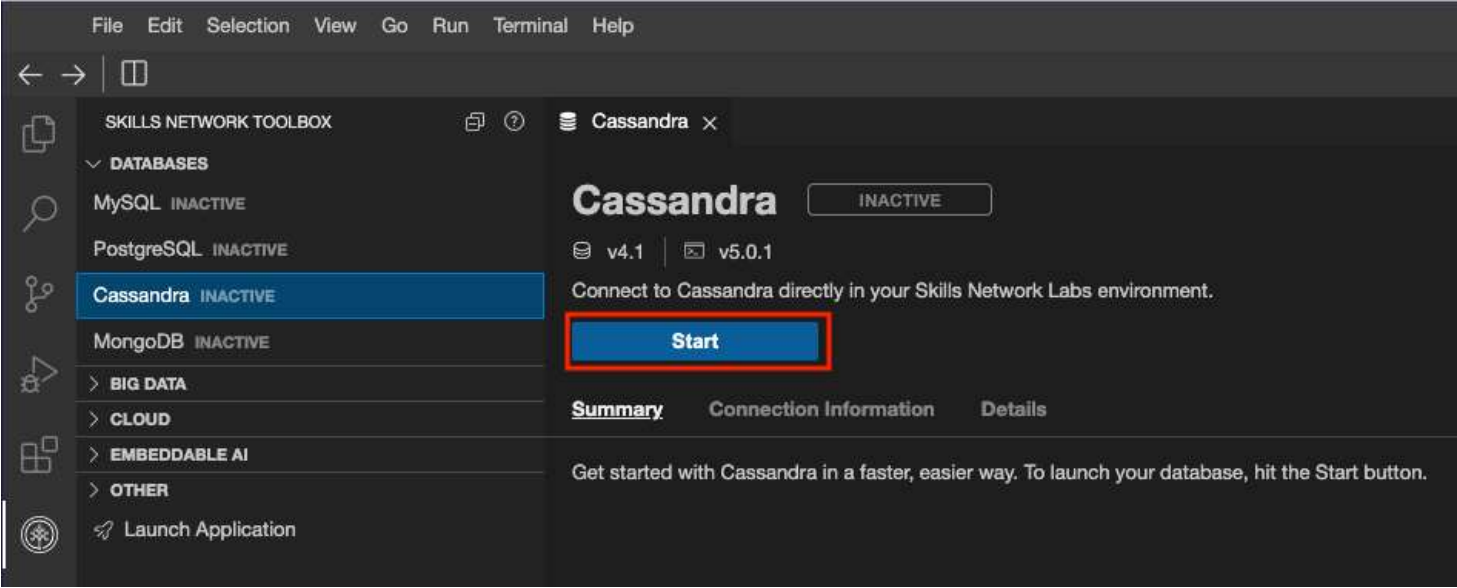 File Edit Selection View Go Run Terminal Help
SKILLS NETWORK TOOLBOX
DATABASES
MySQL INACTIVE
PostgreSQL INACTIVE
Cassandra INACTIVE
MongoDB INACTIVE
BIG DATA
CLOUD
EMBEDDABLE AI
OTHER
Launch Application
Cassandra
Cassandra INACTIVE
v4.1 v5.0.1
Connect to Cassandra directly in your Skills Network Labs environment.
Start
Summary Connection Information Details
Get started with Cassandra in a faster, easier way. To launch your database, hit the Start button.